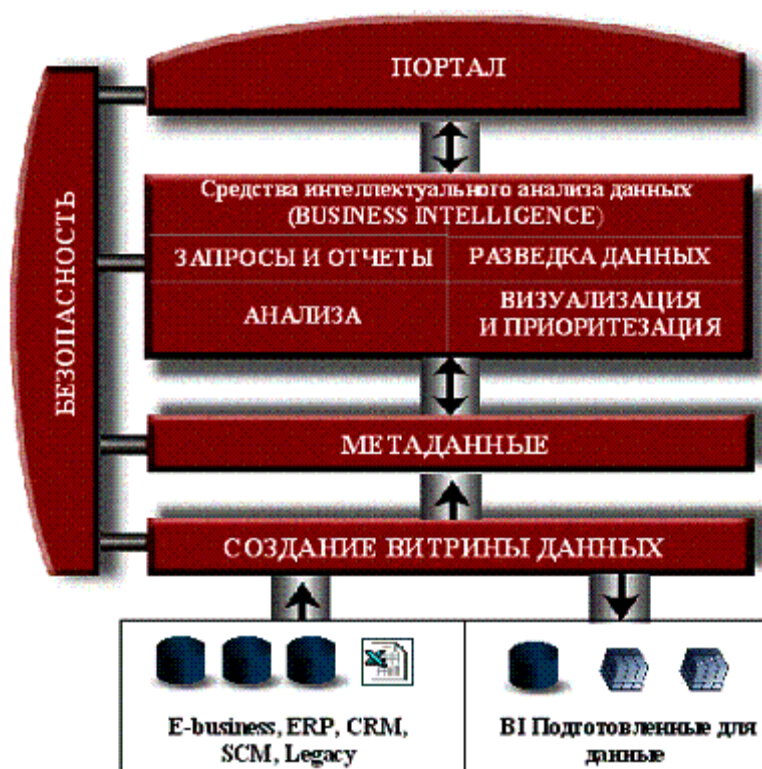 ПОРТАЛ
БЕЗОПАСНОСТЬ
Средства интеллектуального анализа данных
(BUSINESS INTELLIGENCE)
ЗАПРОСЫ И ОТЧЕТЫ
РАЗВЕДКА ДАННЫХ
АНАЛИЗА
ВИЗУАЛИЗАЦИЯ
И ПРИОРИТЕЗАЦИЯ
МЕТАДАННЫЕ
СОЗДАНИЕ ВИТРИНЫ ДАННЫХ
E-business, ERP, CRM,
SCM, Legacy
BI Подготовленные для
данные